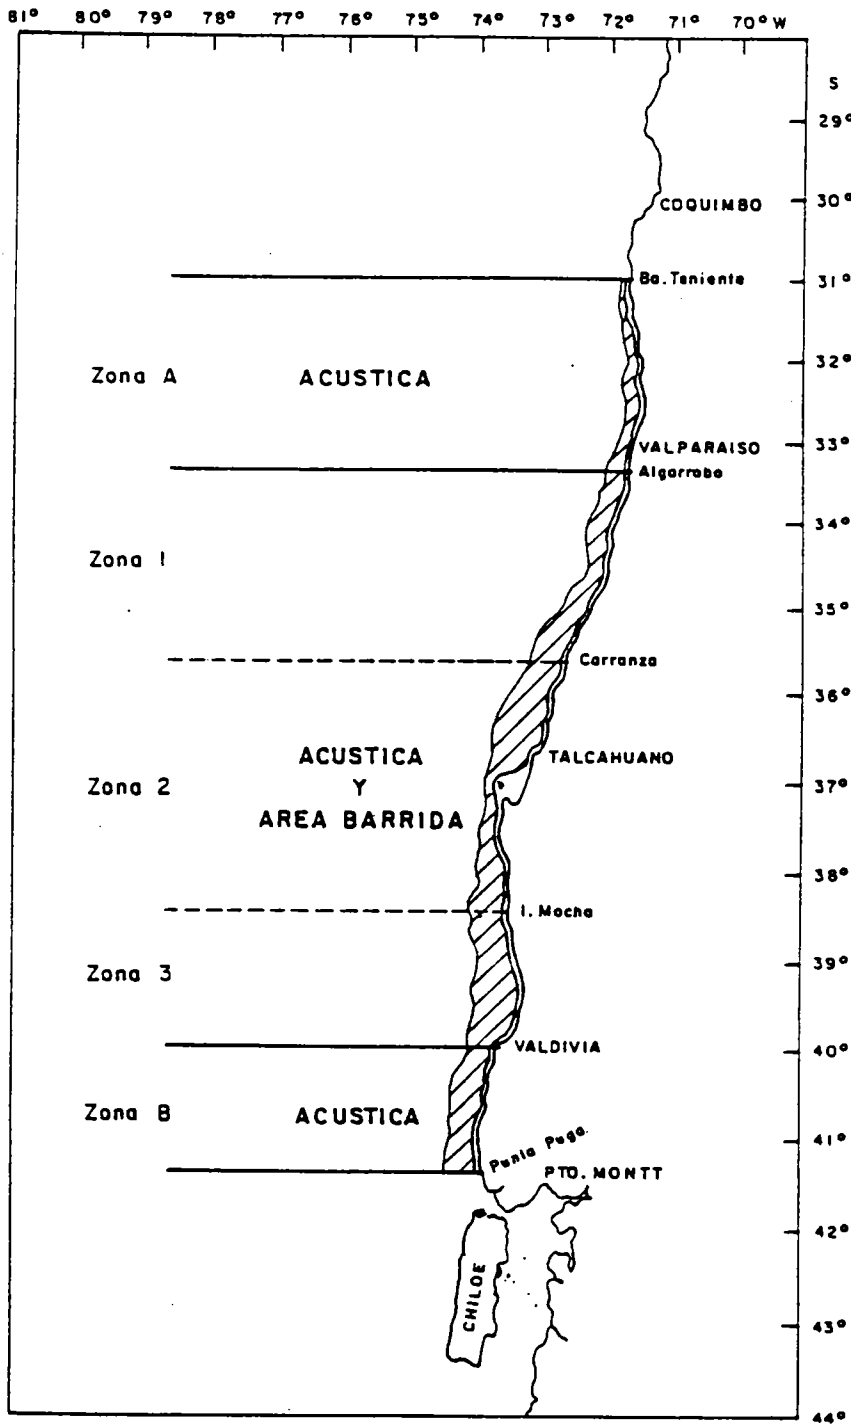 81° 80° 79° 77° 76° 75° 74° 73° 72° 71° 70° W
S
29°
COQUIMBO
30°
Ba. Teniente
31°
32°
Zona A
ACUSTICA
VALPARAISO
33°
Algarrobo
34°
Zona 1
35°
Carranza
36°
ACUSTICA
TALCAHUANO
Zona 2
Y
37°
AREA BARRIDA
38°
I. Mocha
Zona 3
39°
VALDIVIA
40°
Zona B
ACUSTICA
41°
Punta Puga
PTO. MONTT
42°
CHILOE
43°
44°